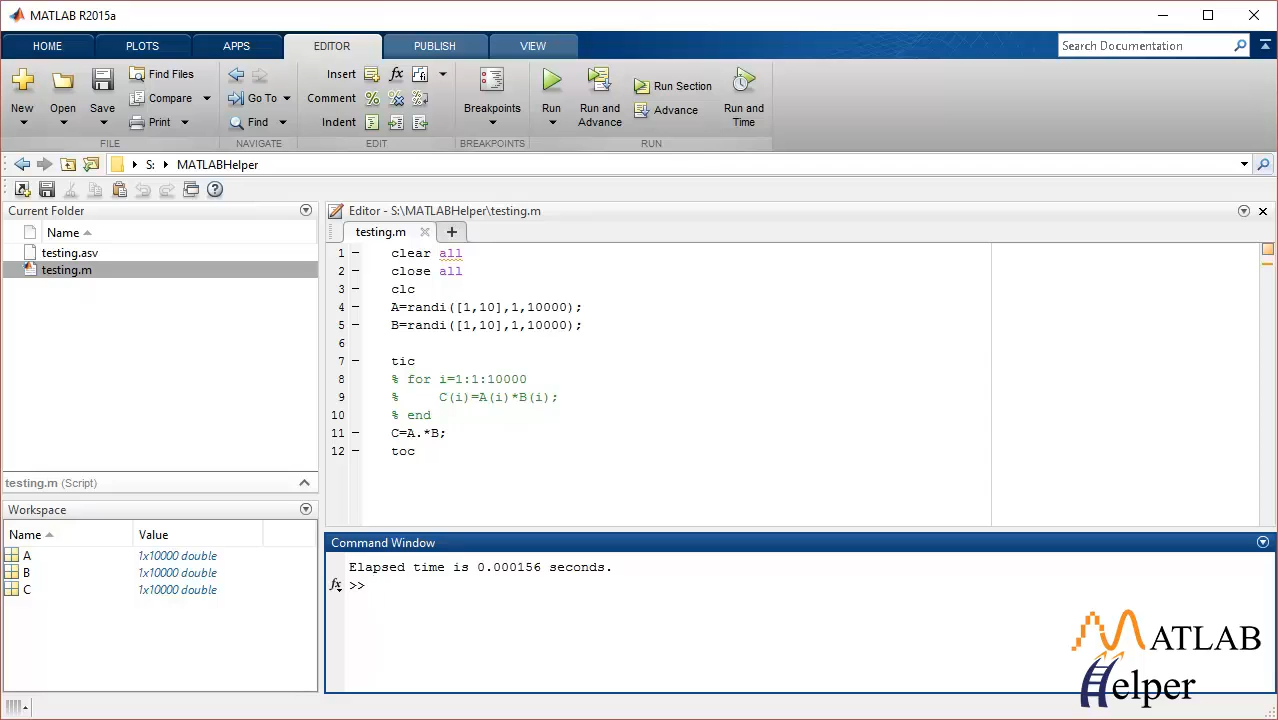 MATLAB R2015a
HOME PLOTS APPS EDITOR PUBLISH VIEW
Search Documentation
New Open Save Find Files Compare Print
FILE
Go To Find
NAVIGATE
Insert fx
Comment
Indent
EDIT
Breakpoints
BREAKPOINTS
Run Run and Advance Run Section Advance Run and Time
RUN
S: MATLABHelper
Current Folder
Name
testing.asv
testing.m
testing.m (Script)
Workspace
Name Value
A 1x10000 double
B 1x10000 double
C 1x10000 double
Editor - S:\MATLABHelper\testing.m
testing.m
1 clear all
2 close all
3 clc
4 A=randi([1,10],1,10000);
5 B=randi([1,10],1,10000);
6
7 tic
8 % for i=1:1:10000
9 % C(i)=A(i)*B(i);
10 % end
11 C=A.*B;
12 toc
Command Window
Elapsed time is 0.000156 seconds.
fx >>
MATLAB
Helper